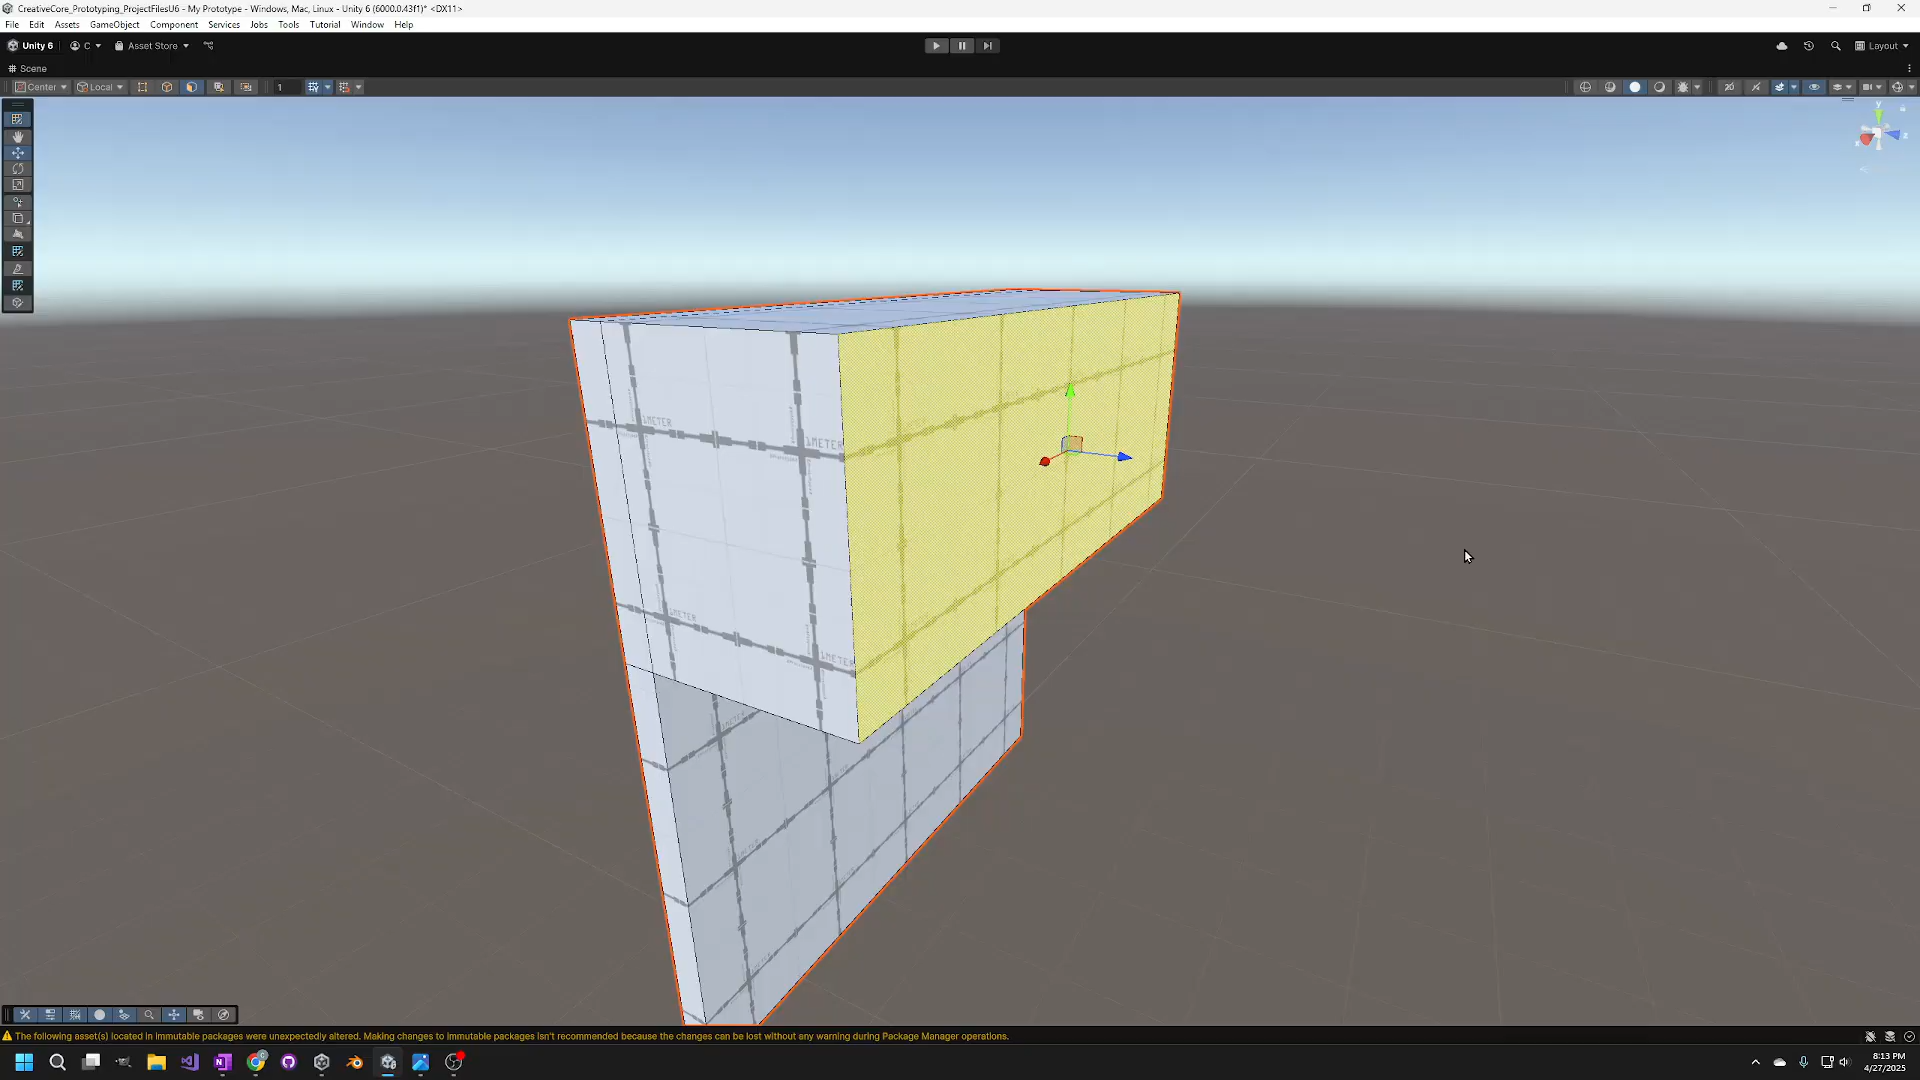 CreativeCore_Prototyping_ProjectFilesU6 - My Prototype - Windows, Mac, Linux - Unity 6 (6000.0.43f1)* <DX11>
File Edit Assets GameObject Component Services Jobs Tools Tutorial Window Help
Unity 6 C Asset Store Layout
Scene
Center Local 1 2D
y
x z
1METER 1METER
1METER 1METER
The following asset(s) located in immutable packages were unexpectedly altered. Making changes to immutable packages isn't recommended because the changes can be lost without any warning during Package Manager operations.
8:13 PM
4/27/2025